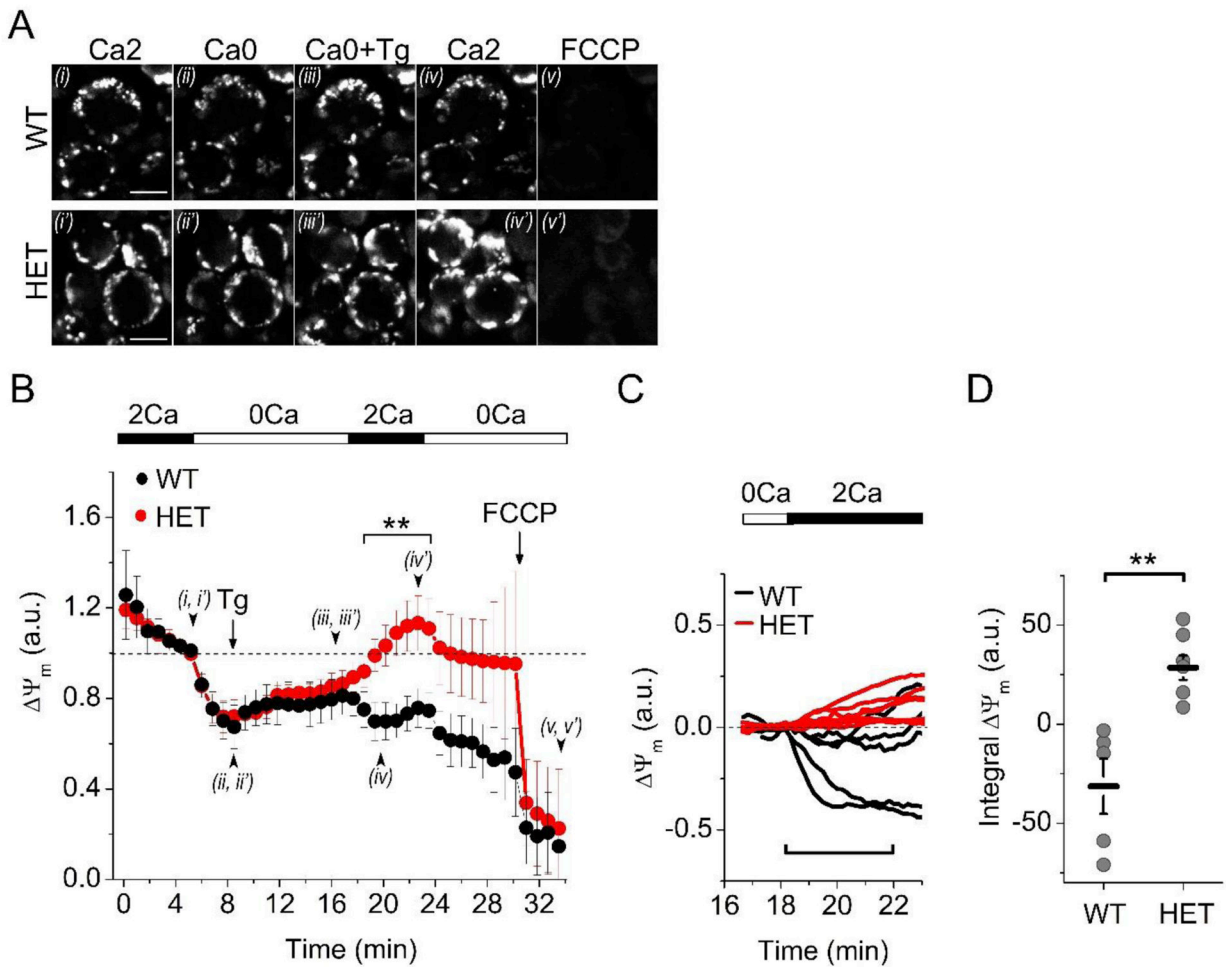 A
Ca2 Ca0 Ca0+Tg Ca2 FCCP
WT
(i) (ii) (iii) (iv) (v)
HET
(i') (ii') (iii') (iv') (v')
B
2Ca 0Ca 2Ca 0Ca
WT
HET
**
FCCP
(i, i') Tg (iii, iii') (iv')
(ii, ii') (iv) (v, v')
ΔΨm (a.u.)
1.6
1.2
0.8
0.4
0.0
0 4 8 12 16 20 24 28 32
Time (min)
C
0Ca 2Ca
WT
HET
ΔΨm (a.u.)
0.5
0.0
-0.5
16 18 20 22
Time (min)
D
**
Integral ΔΨm (a.u.)
50
0
-50
WT HET